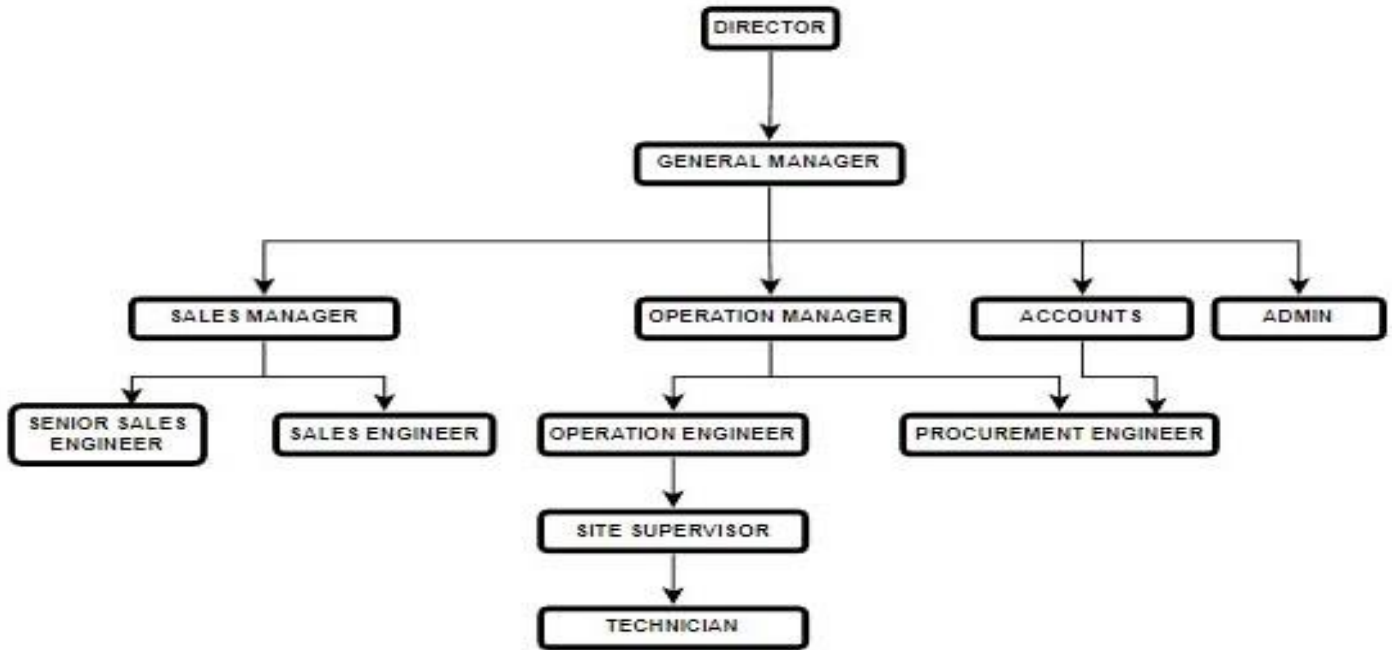 DIRECTOR
GENERAL MANAGER
SALES MANAGER
OPERATION MANAGER
ACCOUNTS
ADMIN
SENIOR SALES
ENGINEER
SALES ENGINEER
OPERATION ENGINEER
PROCUREMENT ENGINEER
SITE SUPERVISOR
TECHNICIAN